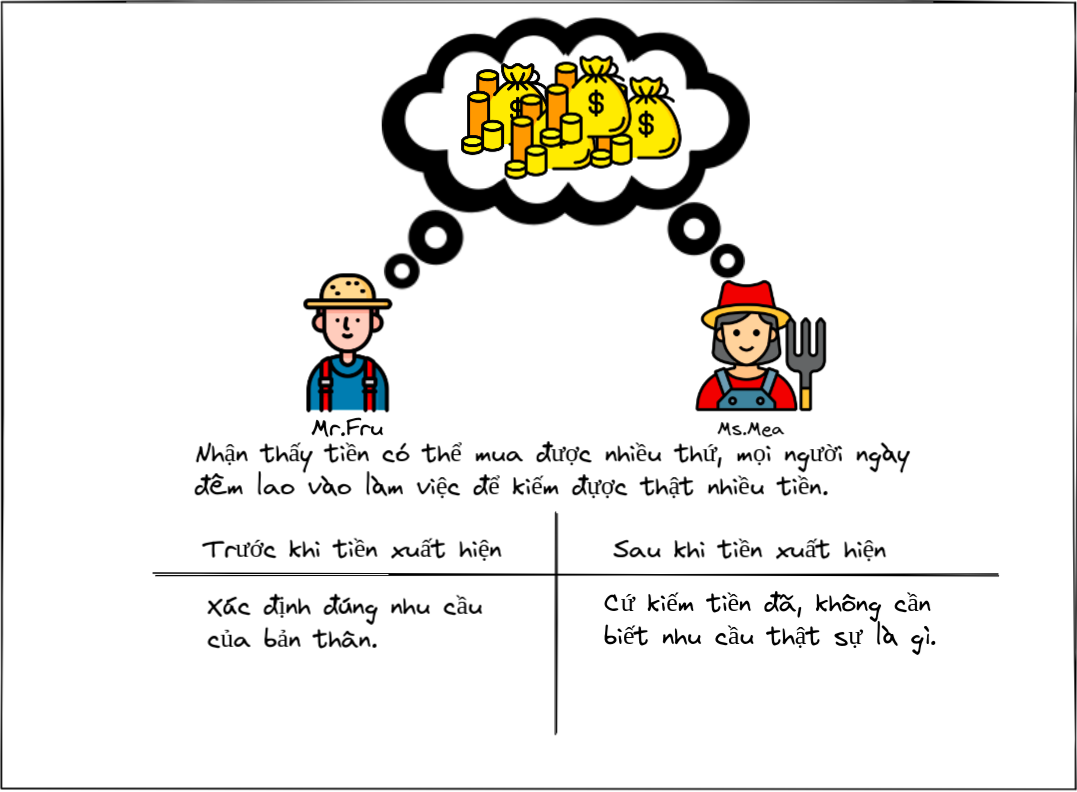 $ $ $
Mr.Fru Ms.Mea
Nhận thấy tiền có thể mua được nhiều thứ, mọi người ngày
đêm lao vào làm việc để kiếm được thật nhiều tiền.
Trước khi tiền xuất hiện
Sau khi tiền xuất hiện
Xác định đúng nhu cầu
của bản thân.
Cứ kiếm tiền đã, không cần
biết nhu cầu thật sự là gì.